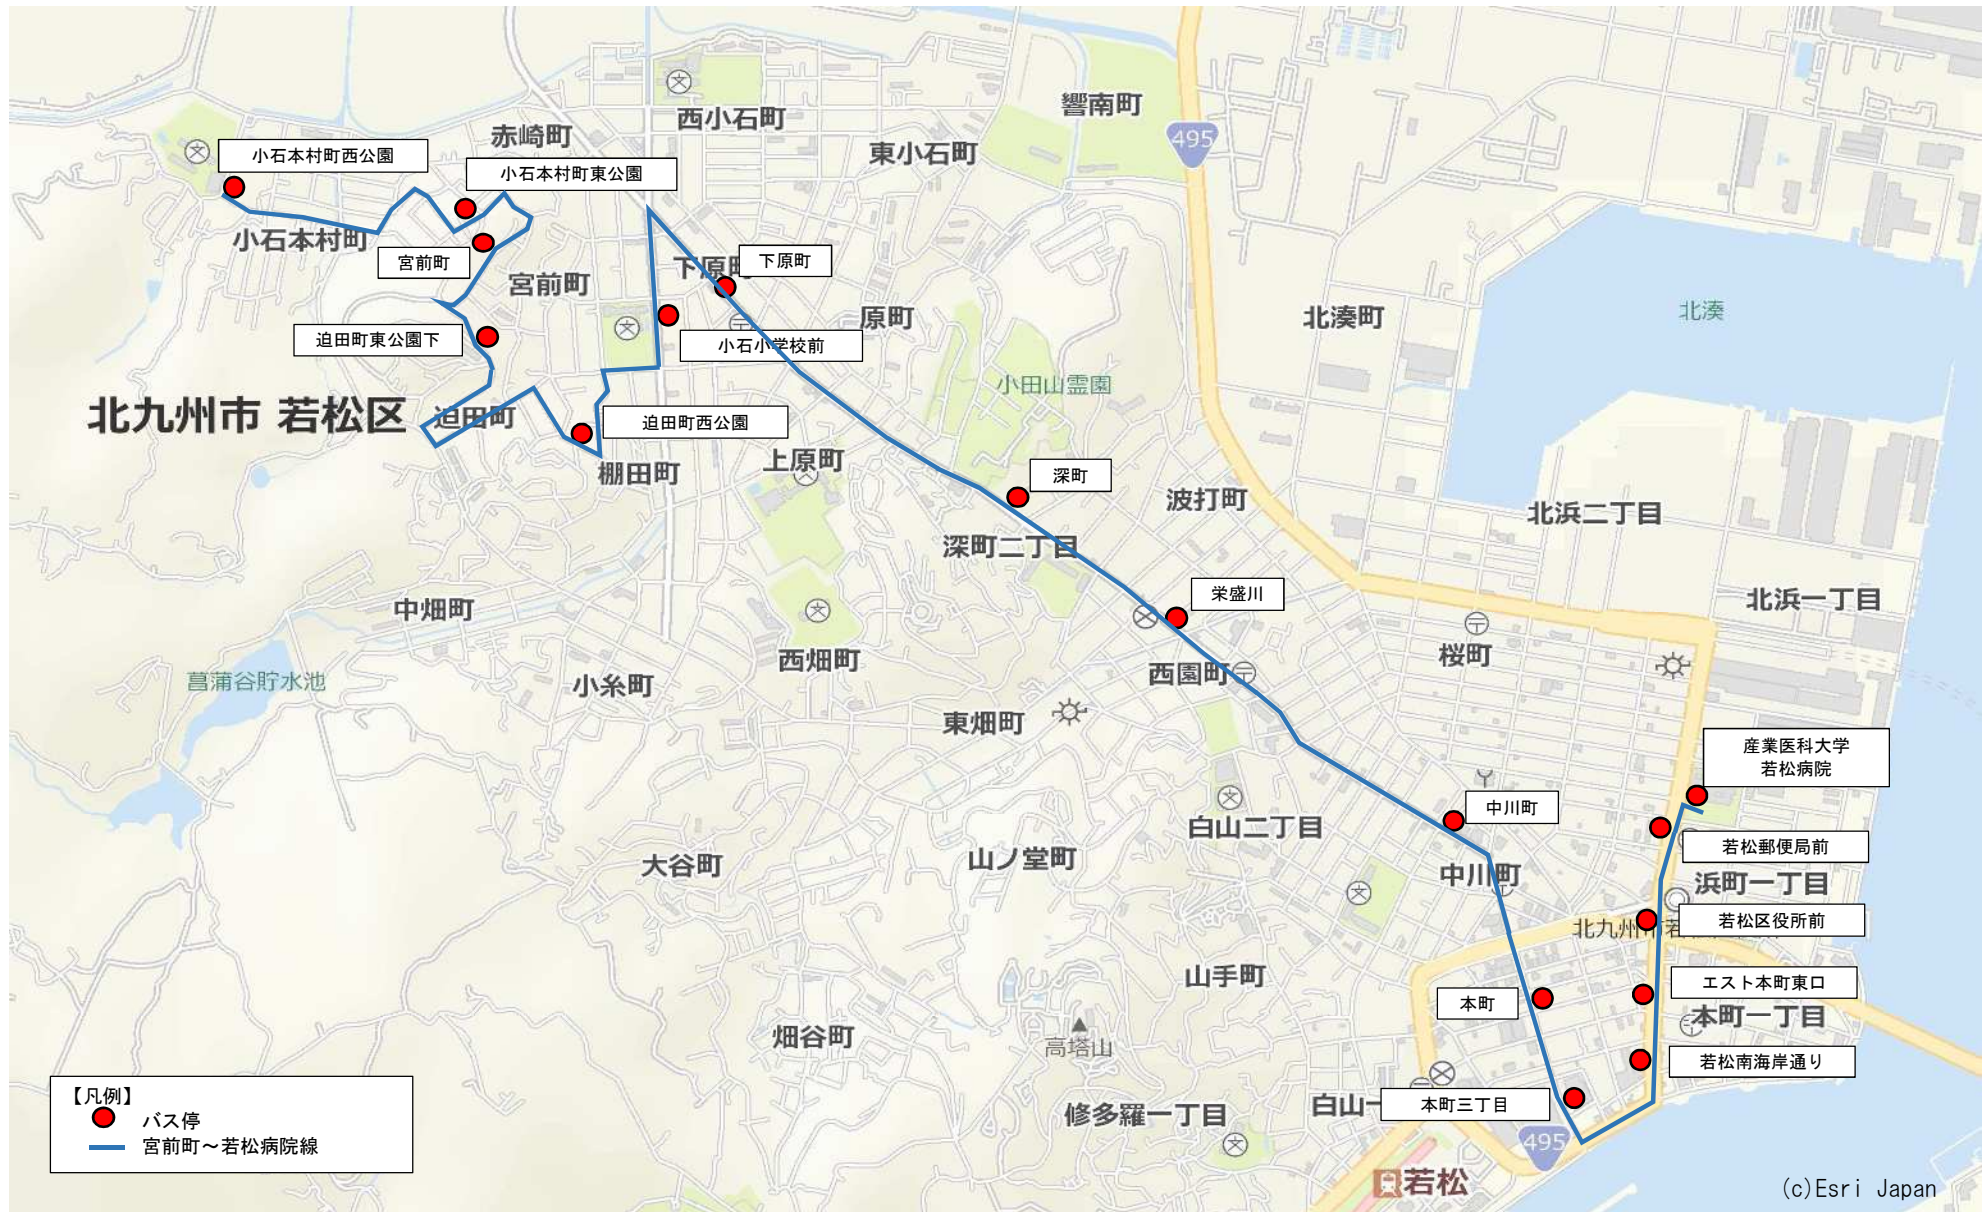 響南町
495
西小石町
赤崎町
東小石町
小石本村町西公園
小石本村町東公園
小石本村町
宮前町
宮前町
下原町
下原町
原町
小石小学校前
迫田町東公園下
北湊町
北湊
小田山霊園
北九州市 若松区
迫田町
迫田町西公園
棚田町
上原町
深町
波打町
北浜二丁目
深町二丁目
中畑町
栄盛川
北浜一丁目
桜町
西畑町
西園町
菖蒲谷貯水池
小糸町
東畑町
産業医科大学
若松病院
中川町
白山二丁目
若松郵便局前
大谷町
山ノ堂町
中川町
浜町一丁目
若松区役所前
北九州市若
山手町
エスト本町東口
本町
本町一丁目
畑谷町
高塔山
若松南海岸通り
白山一
本町三丁目
修多羅一丁目
495
若松
【凡例】
バス停
宮前町～若松病院線
(c)Esri Japan